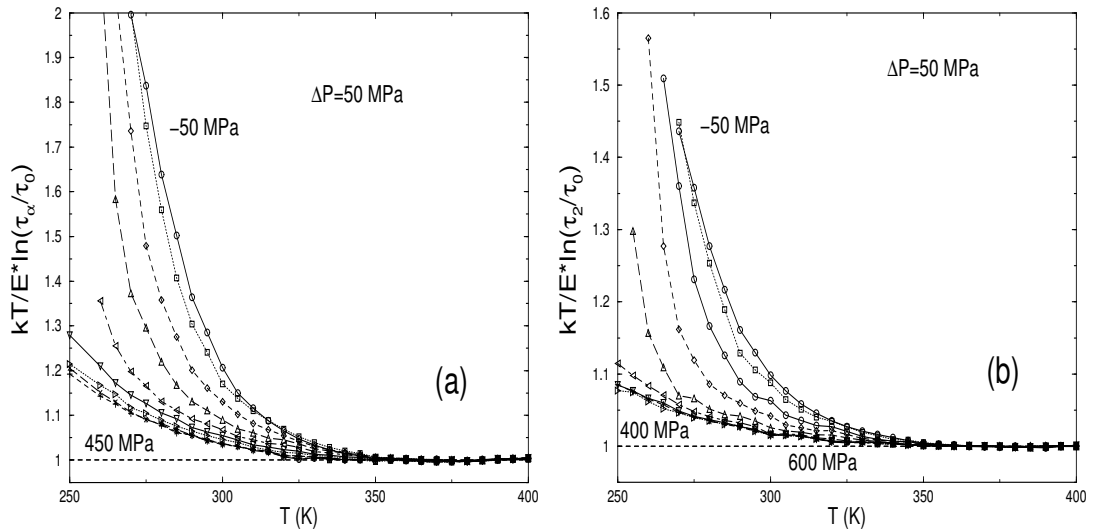 2
1.9
1.8
1.7
1.6
1.5
1.4
1.3
1.2
1.1
1
kT/E*ln(τα/τ0)
ΔP=50 MPa
−50 MPa
(a)
450 MPa
250 300 350 400
T (K)
1.6
1.5
1.4
1.3
1.2
1.1
1
kT/E*ln(τ2/τ0)
ΔP=50 MPa
−50 MPa
(b)
400 MPa
600 MPa
250 300 350 400
T (K)